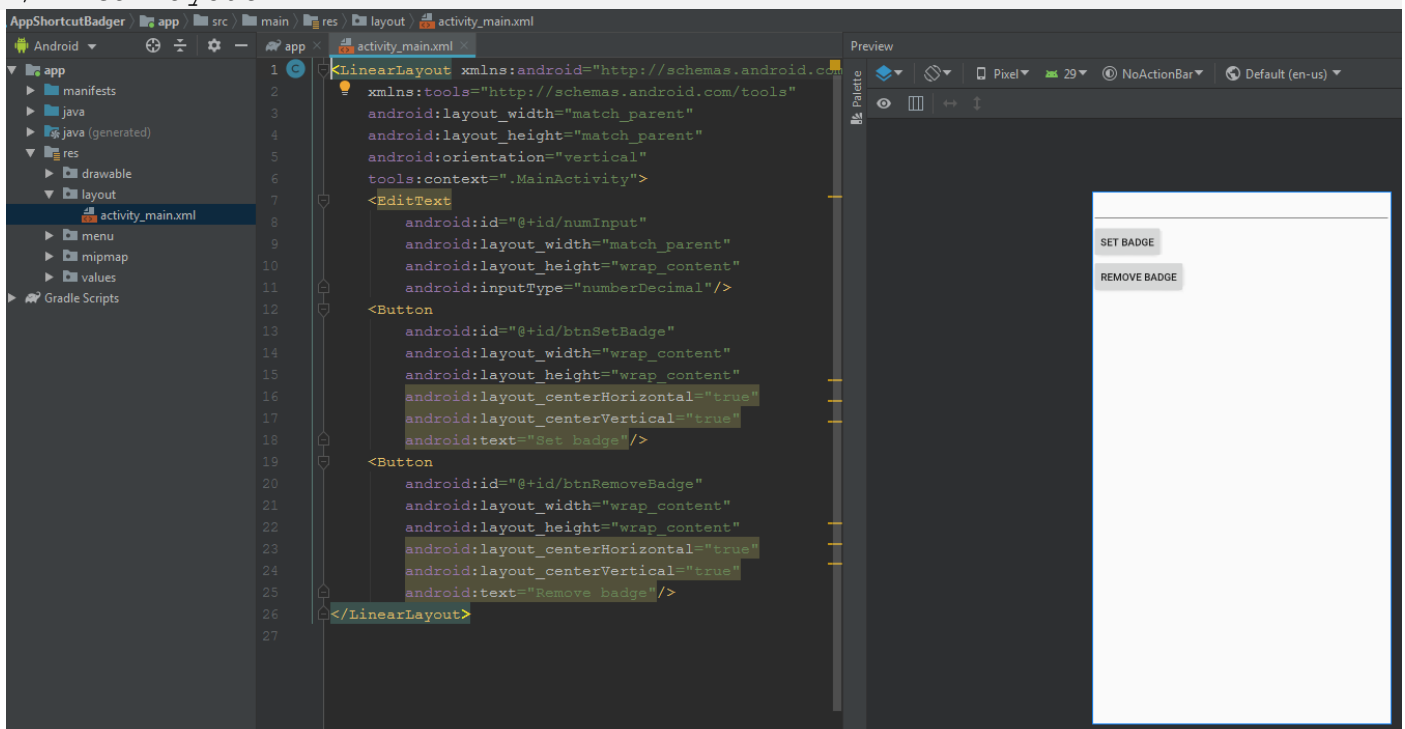 AppShortcutBadger app src main res layout activity_main.xml
Android app activity_main.xml Preview
app
manifests
java
java (generated)
res
drawable
layout
activity_main.xml
menu
mipmap
values
Gradle Scripts
1 <LinearLayout xmlns:android="http://schemas.android.com
2 xmlns:tools="http://schemas.android.com/tools"
3 android:layout_width="match_parent"
4 android:layout_height="match_parent"
5 android:orientation="vertical"
6 tools:context=".MainActivity">
7 <EditText
8 android:id="@+id/numInput"
9 android:layout_width="match_parent"
10 android:layout_height="wrap_content"
11 android:inputType="numberDecimal"/>
12 <Button
13 android:id="@+id/btnSetBadge"
14 android:layout_width="wrap_content"
15 android:layout_height="wrap_content"
16 android:layout_centerHorizontal="true"
17 android:layout_centerVertical="true"
18 android:text="Set badge"/>
19 <Button
20 android:id="@+id/btnRemoveBadge"
21 android:layout_width="wrap_content"
22 android:layout_height="wrap_content"
23 android:layout_centerHorizontal="true"
24 android:layout_centerVertical="true"
25 android:text="Remove badge"/>
26 </LinearLayout>
27
Palette
Pixel 29 NoActionBar Default (en-us)
SET BADGE
REMOVE BADGE